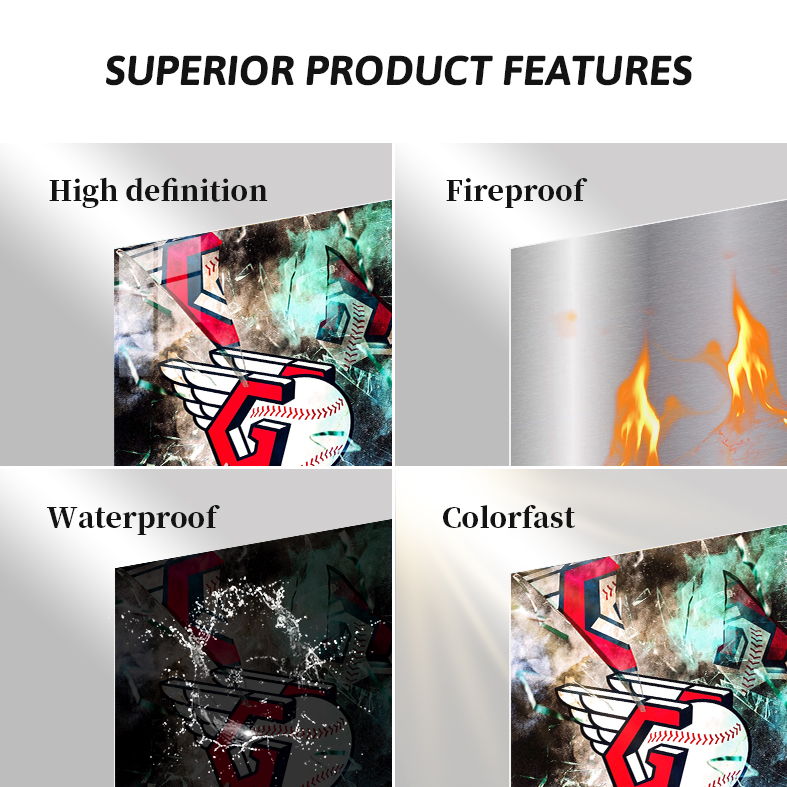 SUPERIOR PRODUCT FEATURES
High definition
Fireproof
G
Waterproof
G
Colorfast
G